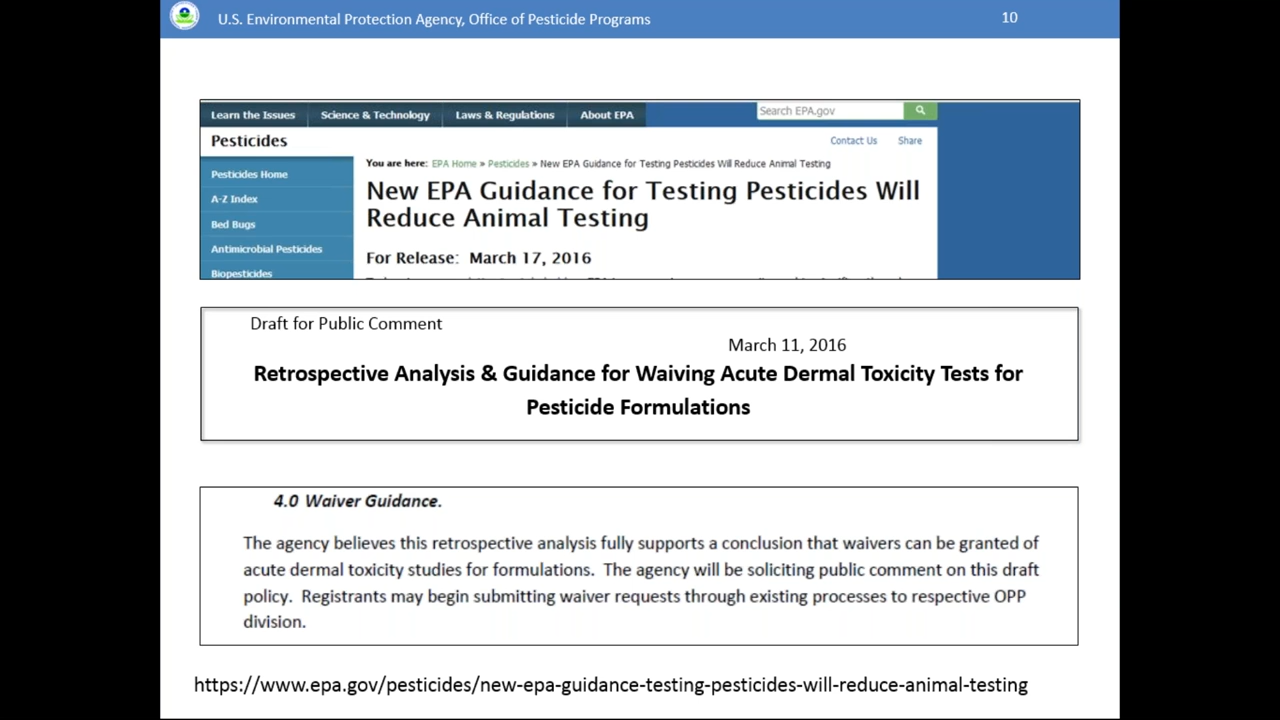 U.S. Environmental Protection Agency, Office of Pesticide Programs 10
Learn the Issues Science & Technology Laws & Regulations About EPA Search EPA.gov
Pesticides Contact Us Share
You are here: EPA Home » Pesticides » New EPA Guidance for Testing Pesticides Will Reduce Animal Testing
Pesticides Home
A-Z Index
Bed Bugs
Antimicrobial Pesticides
Biopesticides
New EPA Guidance for Testing Pesticides Will
Reduce Animal Testing
For Release: March 17, 2016
Draft for Public Comment
March 11, 2016
Retrospective Analysis & Guidance for Waiving Acute Dermal Toxicity Tests for
Pesticide Formulations
4.0 Waiver Guidance.
The agency believes this retrospective analysis fully supports a conclusion that waivers can be granted of
acute dermal toxicity studies for formulations. The agency will be soliciting public comment on this draft
policy. Registrants may begin submitting waiver requests through existing processes to respective OPP
division.
https://www.epa.gov/pesticides/new-epa-guidance-testing-pesticides-will-reduce-animal-testing